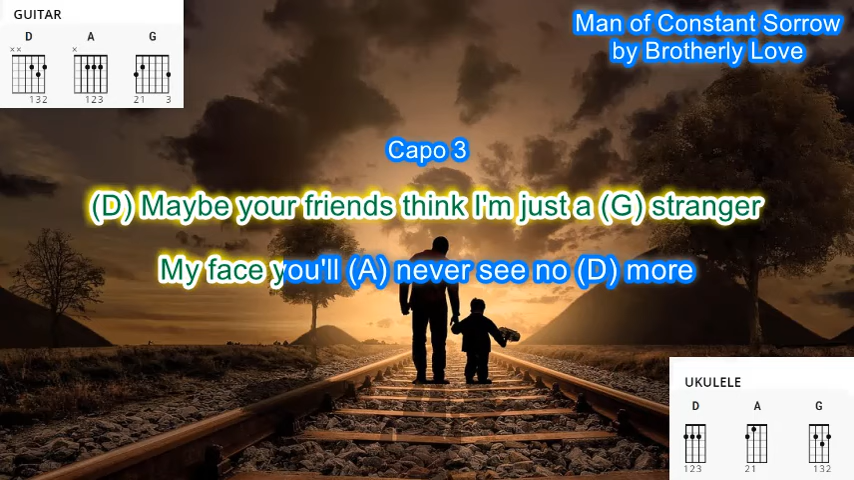 GUITAR
D A G
×× ×
132 123 21 3
Man of Constant Sorrow
by Brotherly Love
Capo 3
(D) Maybe your friends think I'm just a (G) stranger
My face you'll (A) never see no (D) more
UKULELE
D A G
123 21 132